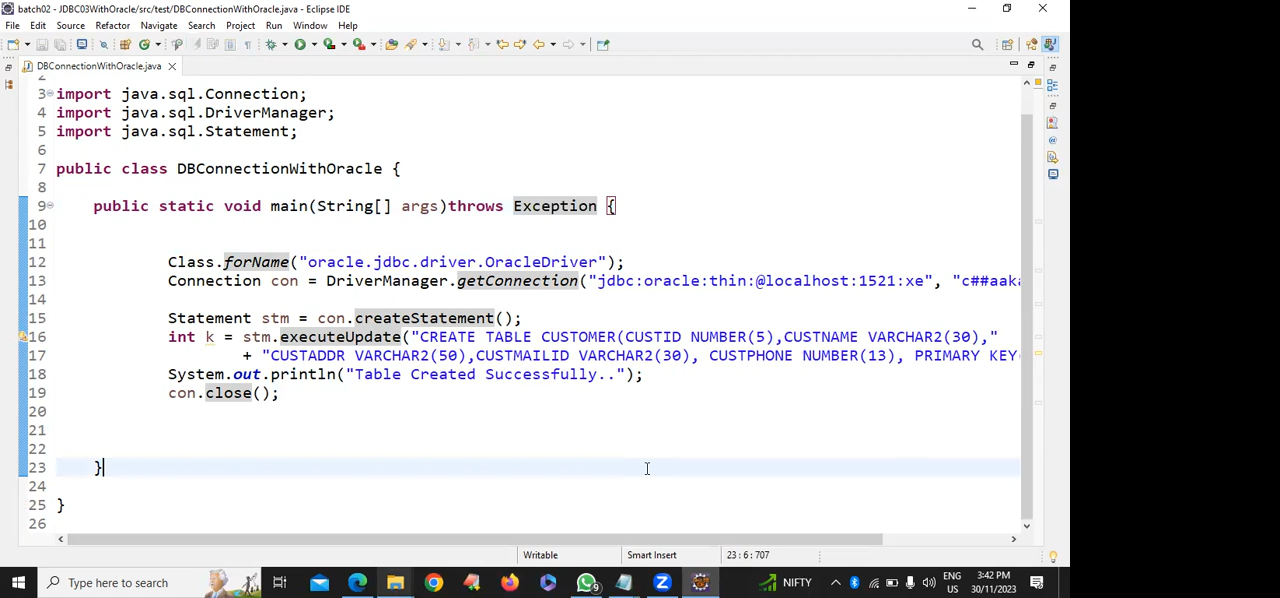 batch02 - JDBC03WithOracle/src/test/DBConnectionWithOracle.java - Eclipse IDE
File Edit Source Refactor Navigate Search Project Run Window Help
DBConnectionWithOracle.java
2
3 import java.sql.Connection;
4 import java.sql.DriverManager;
5 import java.sql.Statement;
6
7 public class DBConnectionWithOracle {
8
9 public static void main(String[] args)throws Exception {
10
11
12 Class.forName("oracle.jdbc.driver.OracleDriver");
13 Connection con = DriverManager.getConnection("jdbc:oracle:thin:@localhost:1521:xe", "c##aaka
14
15 Statement stm = con.createStatement();
16 int k = stm.executeUpdate("CREATE TABLE CUSTOMER(CUSTID NUMBER(5),CUSTNAME VARCHAR2(30),"
17 + "CUSTADDR VARCHAR2(50),CUSTMAILID VARCHAR2(30), CUSTPHONE NUMBER(13), PRIMARY KEY(
18 System.out.println("Table Created Successfully..");
19 con.close();
20
21
22
23 }
24
25 }
26
Writable Smart Insert 23 : 6 : 707
Type here to search 9 NIFTY ENG US 3:42 PM 30/11/2023